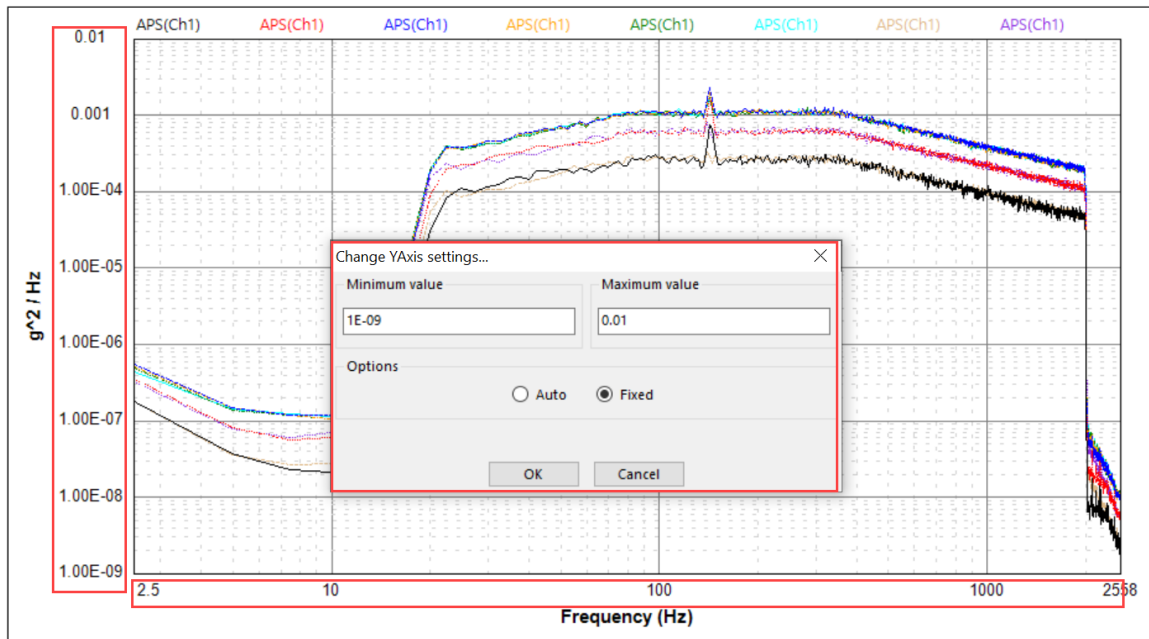 APS(Ch1) APS(Ch1) APS(Ch1) APS(Ch1) APS(Ch1) APS(Ch1) APS(Ch1) APS(Ch1)
0.01
0.001
1.00E-04
1.00E-05
1.00E-06
1.00E-07
1.00E-08
1.00E-09
g^2 / Hz
Change YAxis settings...
Minimum value Maximum value
1E-09 0.01
Options
Auto Fixed
OK Cancel
2.5 10 100 1000 2558
Frequency (Hz)